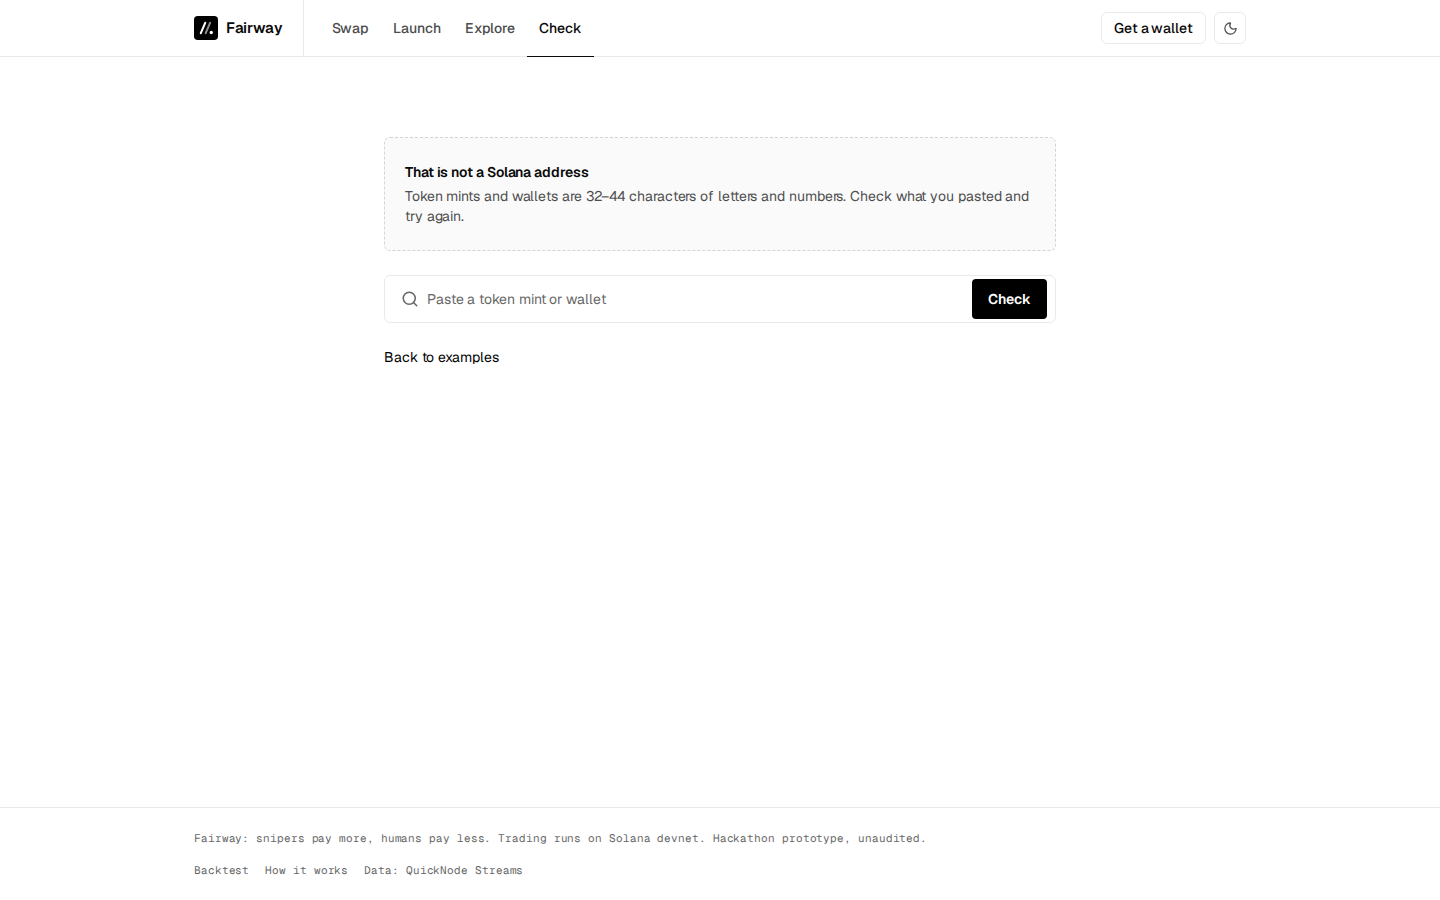 Fairway
Swap Launch Explore Check
Get a wallet
That is not a Solana address
Token mints and wallets are 32–44 characters of letters and numbers. Check what you pasted and
try again.
Paste a token mint or wallet
Check
Back to examples
Fairway: snipers pay more, humans pay less. Trading runs on Solana devnet. Hackathon prototype, unaudited.
Backtest How it works Data: QuickNode Streams